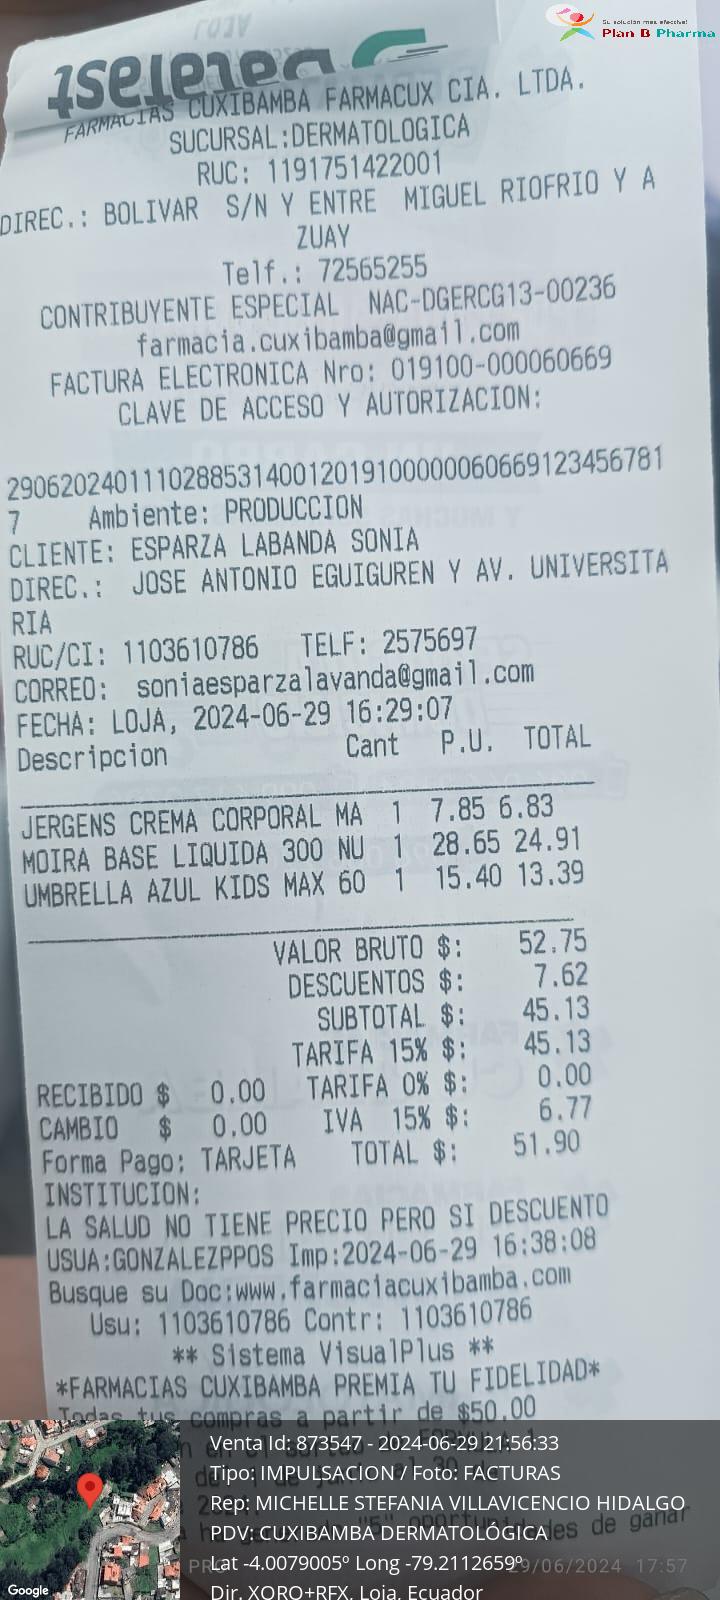 Su solución más efectiva!
Plan B Pharma
FARMACIAS CUXIBAMBA FARMACUX CIA. LTDA.
SUCURSAL:DERMATOLOGICA
RUC: 1191751422001
DIREC.: BOLIVAR S/N Y ENTRE MIGUEL RIOFRIO Y A
ZUAY
Telf.: 72565255
CONTRIBUYENTE ESPECIAL NAC-DGERCG13-00236
farmacia.cuxibamba@gmail.com
FACTURA ELECTRONICA Nro: 019100-000060669
CLAVE DE ACCESO Y AUTORIZACION:
290620240111028853140012019100000060669123456781
7 Ambiente: PRODUCCION
CLIENTE: ESPARZA LABANDA SONIA
DIREC.: JOSE ANTONIO EGUIGUREN Y AV. UNIVERSITA
RIA
RUC/CI: 1103610786 TELF: 2575697
CORREO: soniaesparzalavanda@gmail.com
FECHA: LOJA, 2024-06-29 16:29:07
Descripcion Cant P.U. TOTAL
JERGENS CREMA CORPORAL MA 1 7.85 6.83
MOIRA BASE LIQUIDA 300 NU 1 28.65 24.91
UMBRELLA AZUL KIDS MAX 60 1 15.40 13.39
VALOR BRUTO $: 52.75
DESCUENTOS $: 7.62
SUBTOTAL $: 45.13
TARIFA 15% $: 45.13
RECIBIDO $ 0.00 TARIFA 0% $: 0.00
CAMBIO $ 0.00 IVA 15% $: 6.77
Forma Pago: TARJETA TOTAL $: 51.90
INSTITUCION:
LA SALUD NO TIENE PRECIO PERO SI DESCUENTO
USUA:GONZALEZPPOS Imp:2024-06-29 16:38:08
Busque su Doc:www.farmaciacuxibamba.com
Usu: 1103610786 Contr: 1103610786
** Sistema VisualPlus **
*FARMACIAS CUXIBAMBA PREMIA TU FIDELIDAD*
Todas tus compras a partir de $50.00
Venta Id: 873547 - 2024-06-29 21:56:33
Tipo: IMPULSACION / Foto: FACTURAS
Rep: MICHELLE STEFANIA VILLAVICENCIO HIDALGO
PDV: CUXIBAMBA DERMATOLÓGICA
de ganar
Lat -4.0079005º Long -79.2112659º
29/06/2024 17:57
Dir. XQRQ+RFX, Loja, Ecuador
Google